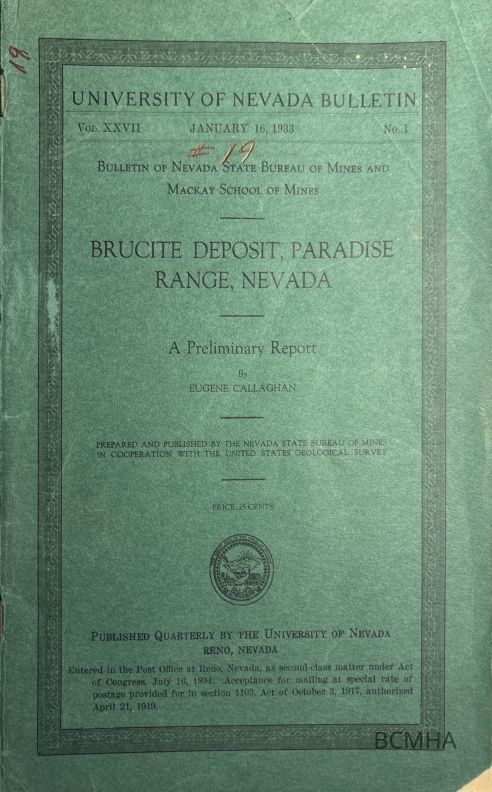 19
UNIVERSITY OF NEVADA BULLETIN
VOL. XXVII JANUARY 16, 1933 No. 1
# 19
BULLETIN OF NEVADA STATE BUREAU OF MINES AND
MACKAY SCHOOL OF MINES
BRUCITE DEPOSIT, PARADISE
RANGE, NEVADA
A Preliminary Report
By
EUGENE CALLAGHAN
PREPARED AND PUBLISHED BY THE NEVADA STATE BUREAU OF MINES
IN COOPERATION WITH THE UNITED STATES GEOLOGICAL SURVEY
PRICE, 25 CENTS
PUBLISHED QUARTERLY BY THE UNIVERSITY OF NEVADA
RENO, NEVADA
Entered in the Post Office at Reno, Nevada, as second-class matter under Act
of Congress, July 16, 1894. Acceptance for mailing at special rate of
postage provided for in section 1103, Act of October 3, 1917, authorized
April 21, 1919.
BCMHA